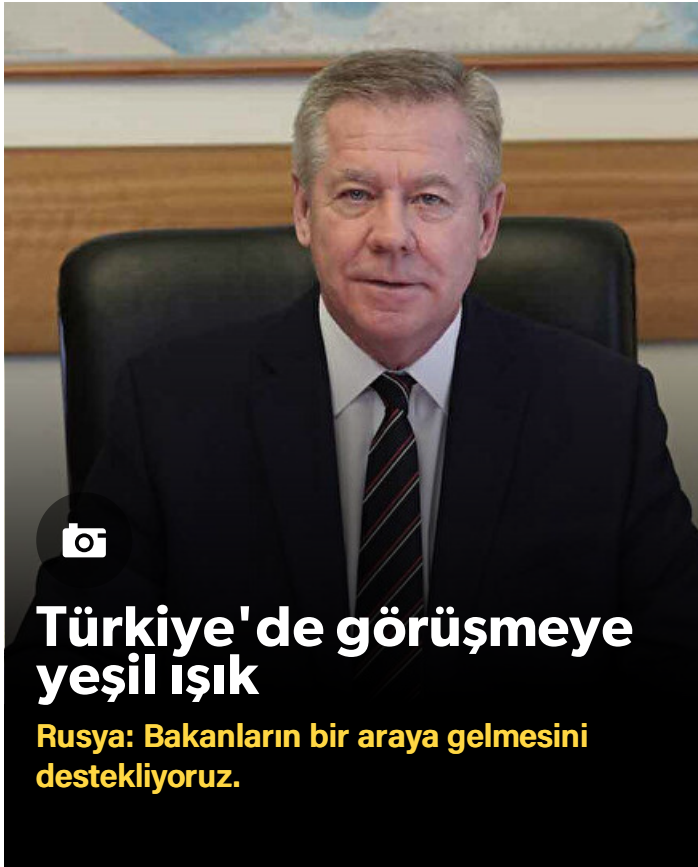 Türkiye'de görüşmeye
yeşil ışık
Rusya: Bakanların bir araya gelmesini
destekliyoruz.